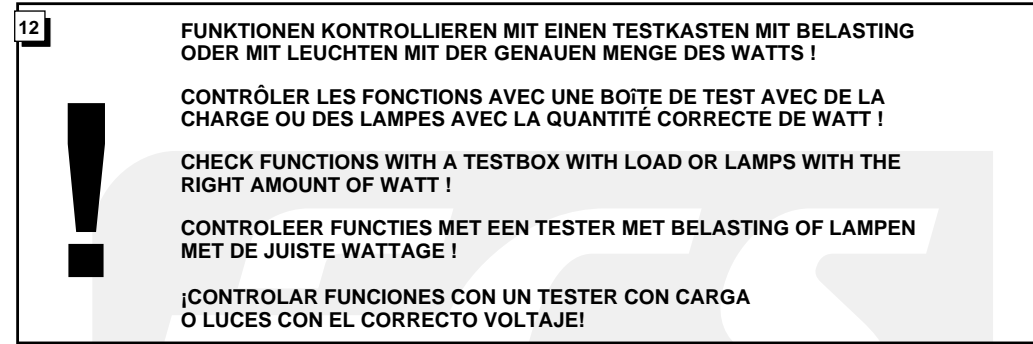 12
FUNKTIONEN KONTROLLIEREN MIT EINEN TESTKASTEN MIT BELASTING
ODER MIT LEUCHTEN MIT DER GENAUEN MENGE DES WATTS !
CONTRÔLER LES FONCTIONS AVEC UNE BOîTE DE TEST AVEC DE LA
CHARGE OU DES LAMPES AVEC LA QUANTITÉ CORRECTE DE WATT !
CHECK FUNCTIONS WITH A TESTBOX WITH LOAD OR LAMPS WITH THE
RIGHT AMOUNT OF WATT !
CONTROLEER FUNCTIES MET EEN TESTER MET BELASTING OF LAMPEN
MET DE JUISTE WATTAGE !
¡CONTROLAR FUNCIONES CON UN TESTER CON CARGA
O LUCES CON EL CORRECTO VOLTAJE!
!